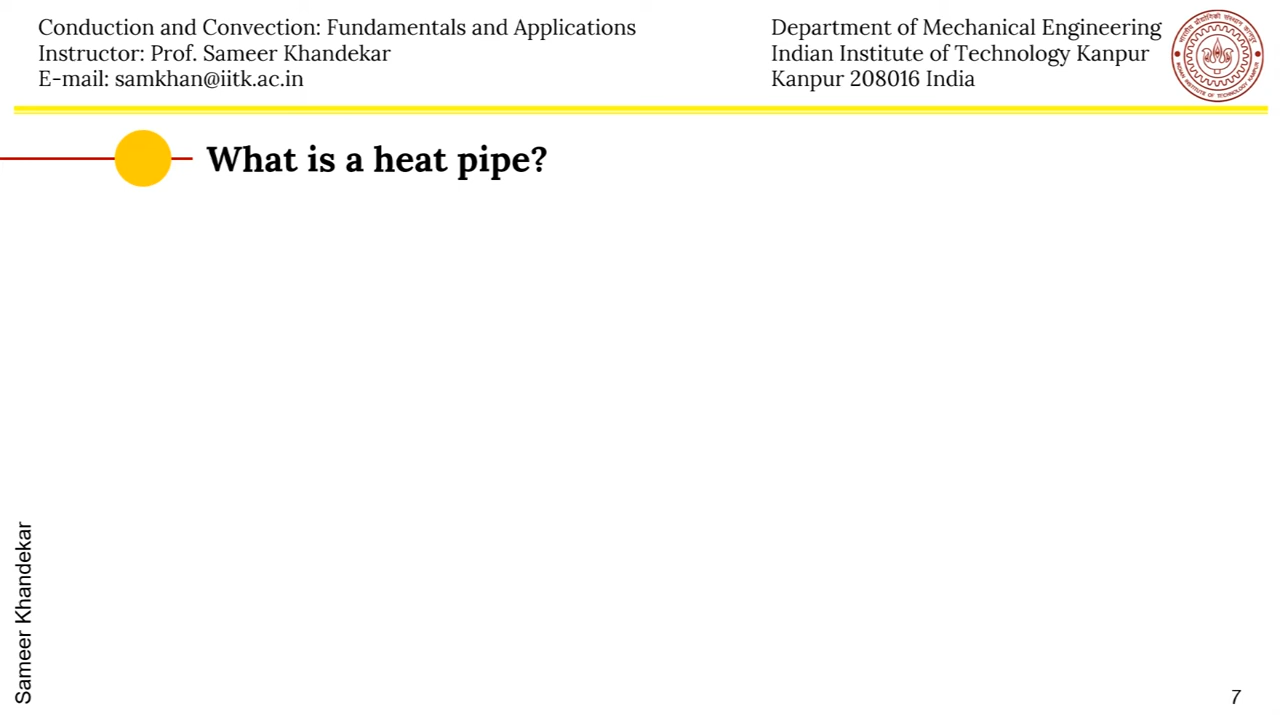 Conduction and Convection: Fundamentals and Applications
Instructor: Prof. Sameer Khandekar
E-mail: samkhan@iitk.ac.in
Department of Mechanical Engineering
Indian Institute of Technology Kanpur
Kanpur 208016 India
What is a heat pipe?
Sameer Khandekar
7